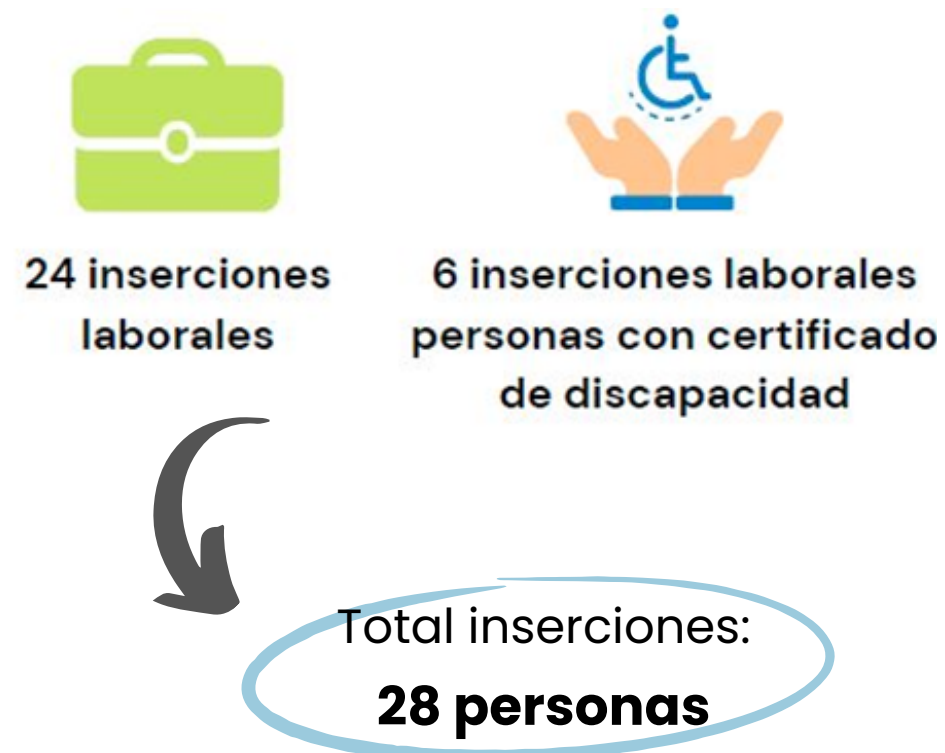 24 inserciones
laborales
6 inserciones laborales
personas con certificado
de discapacidad
Total inserciones:
28 personas